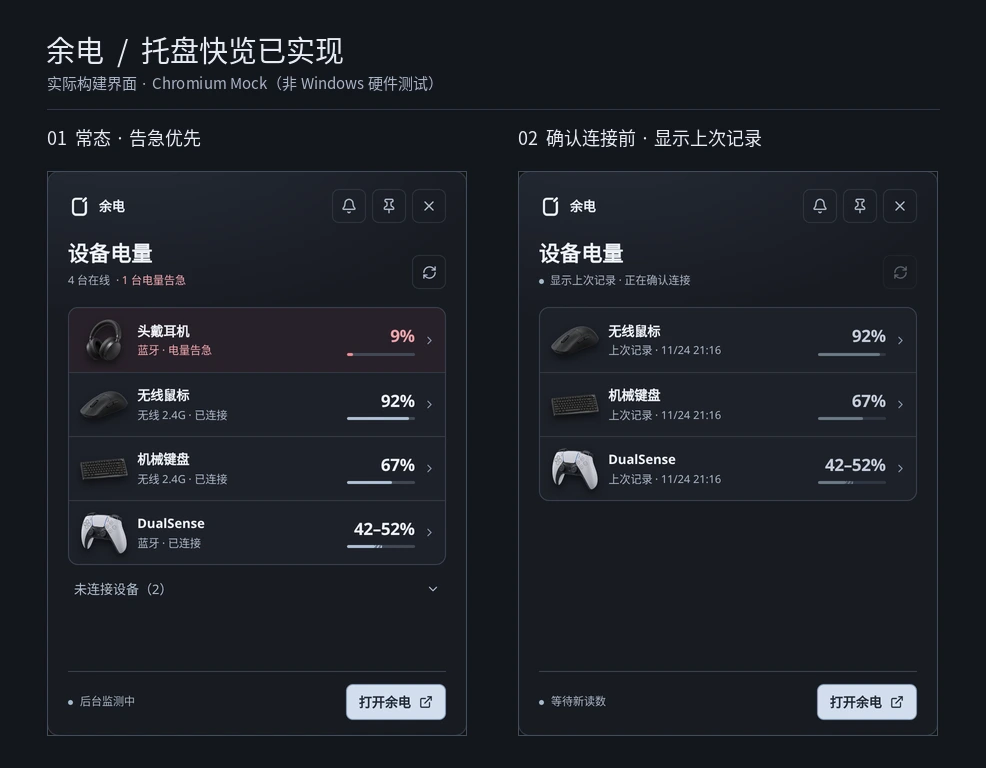 余电 / 托盘快览已实现
实际构建界面 · Chromium Mock（非 Windows 硬件测试）
01 常态 · 告急优先
余电
设备电量
4 台在线 · 1 台电量告急
头戴耳机
蓝牙 · 电量告急
9%
无线鼠标
无线 2.4G · 已连接
92%
机械键盘
无线 2.4G · 已连接
67%
DualSense
蓝牙 · 已连接
42–52%
未连接设备（2）
后台监测中
打开余电
02 确认连接前 · 显示上次记录
余电
设备电量
显示上次记录 · 正在确认连接
无线鼠标
上次记录 · 11/24 21:16
92%
机械键盘
上次记录 · 11/24 21:16
67%
DualSense
上次记录 · 11/24 21:16
42–52%
等待新读数
打开余电